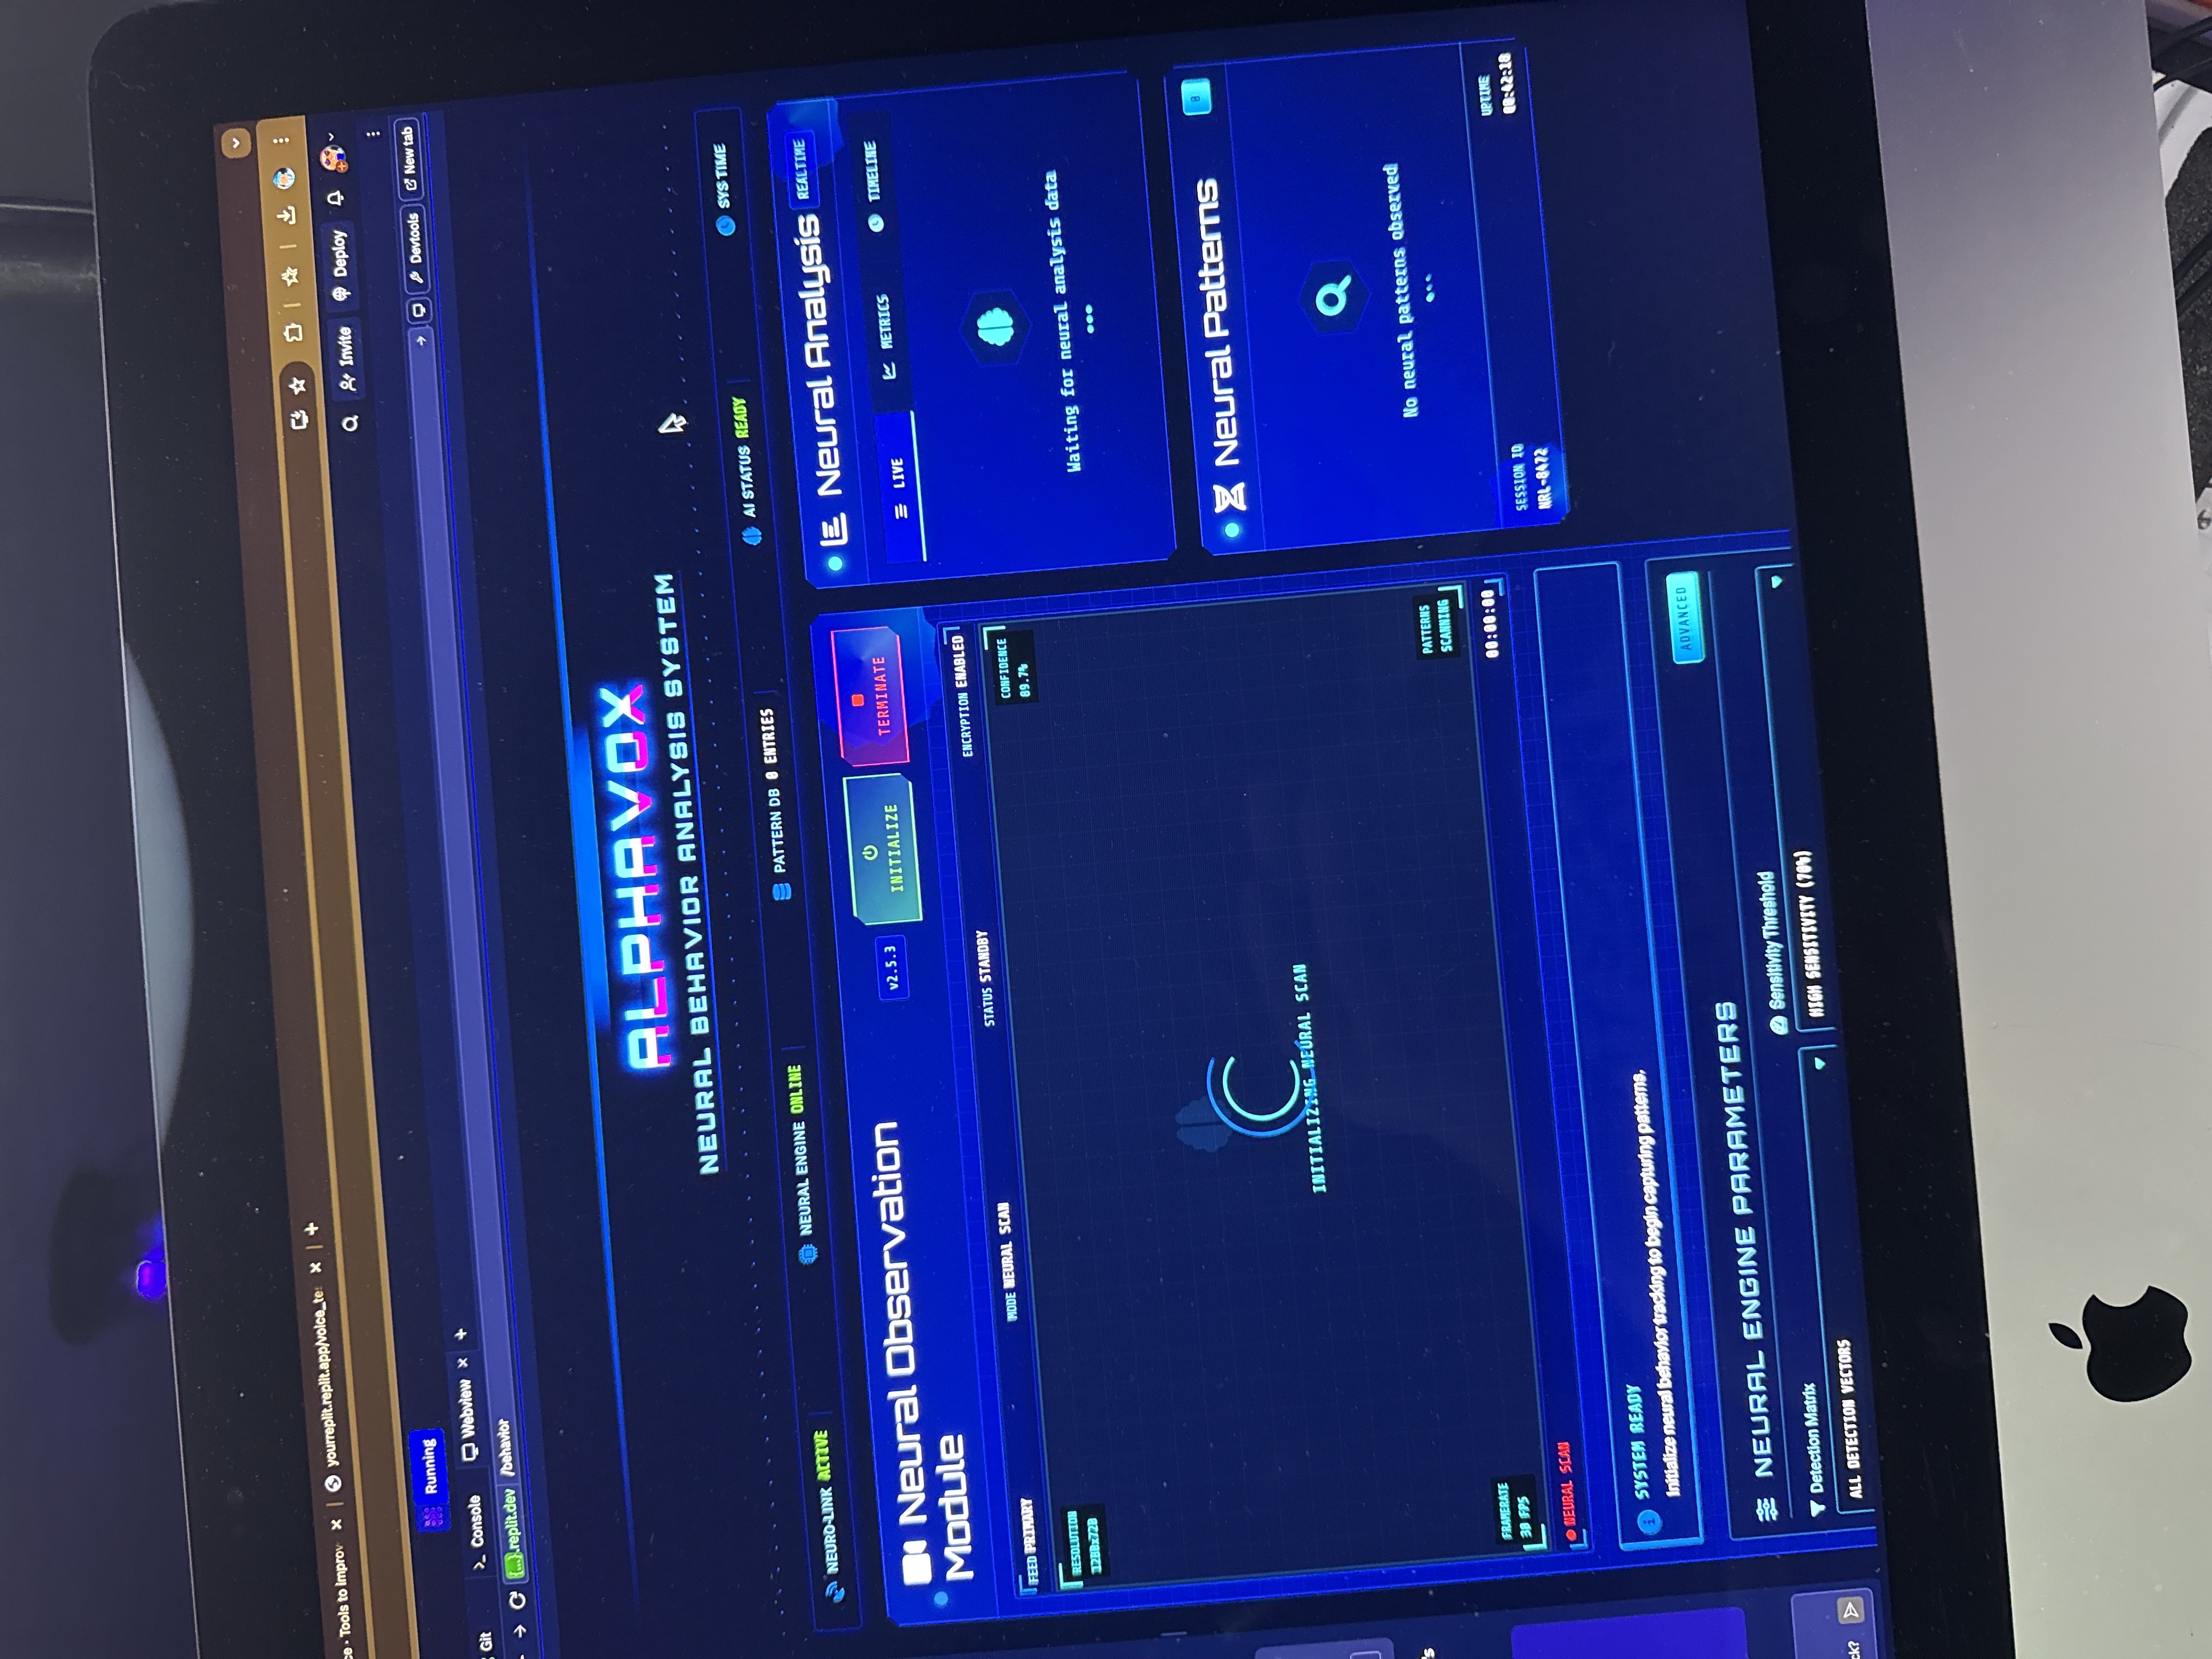 ce · Tools to improv
yourreplit.replit.app/voice_te
Invite
Deploy
Running
Git
Console
Webview
Devtools
New tab
{...}.replit.dev
/behavior
ALPHAVOX
NEURAL BEHAVIOR ANALYSIS SYSTEM
NEURO-LINK ACTIVE
NEURAL ENGINE ONLINE
PATTERN DB 0 ENTRIES
AI STATUS READY
SYS TIME
Neural Observation
Module
v2.5.3
INITIALIZE
TERMINATE
FEED PRIMARY
MODE NEURAL SCAN
STATUS STANDBY
ENCRYPTION ENABLED
RESOLUTION
1280x720
CONFIDENCE
89.7%
INITIALIZING NEURAL SCAN
FRAMERATE
30 FPS
PATTERNS
SCANNING
NEURAL SCAN
00:00:00
SYSTEM READY
Initialize neural behavior tracking to begin capturing patterns.
NEURAL ENGINE PARAMETERS
ADVANCED
Detection Matrix
ALL DETECTION VECTORS
Sensitivity Threshold
HIGH SENSITIVITY (70%)
Neural Analysis
REALTIME
LIVE
METRICS
TIMELINE
Waiting for neural analysis data
Neural Patterns
0
No neural patterns observed
SESSION ID
NRL-8472
UPTIME
00:42:18
's
ck?